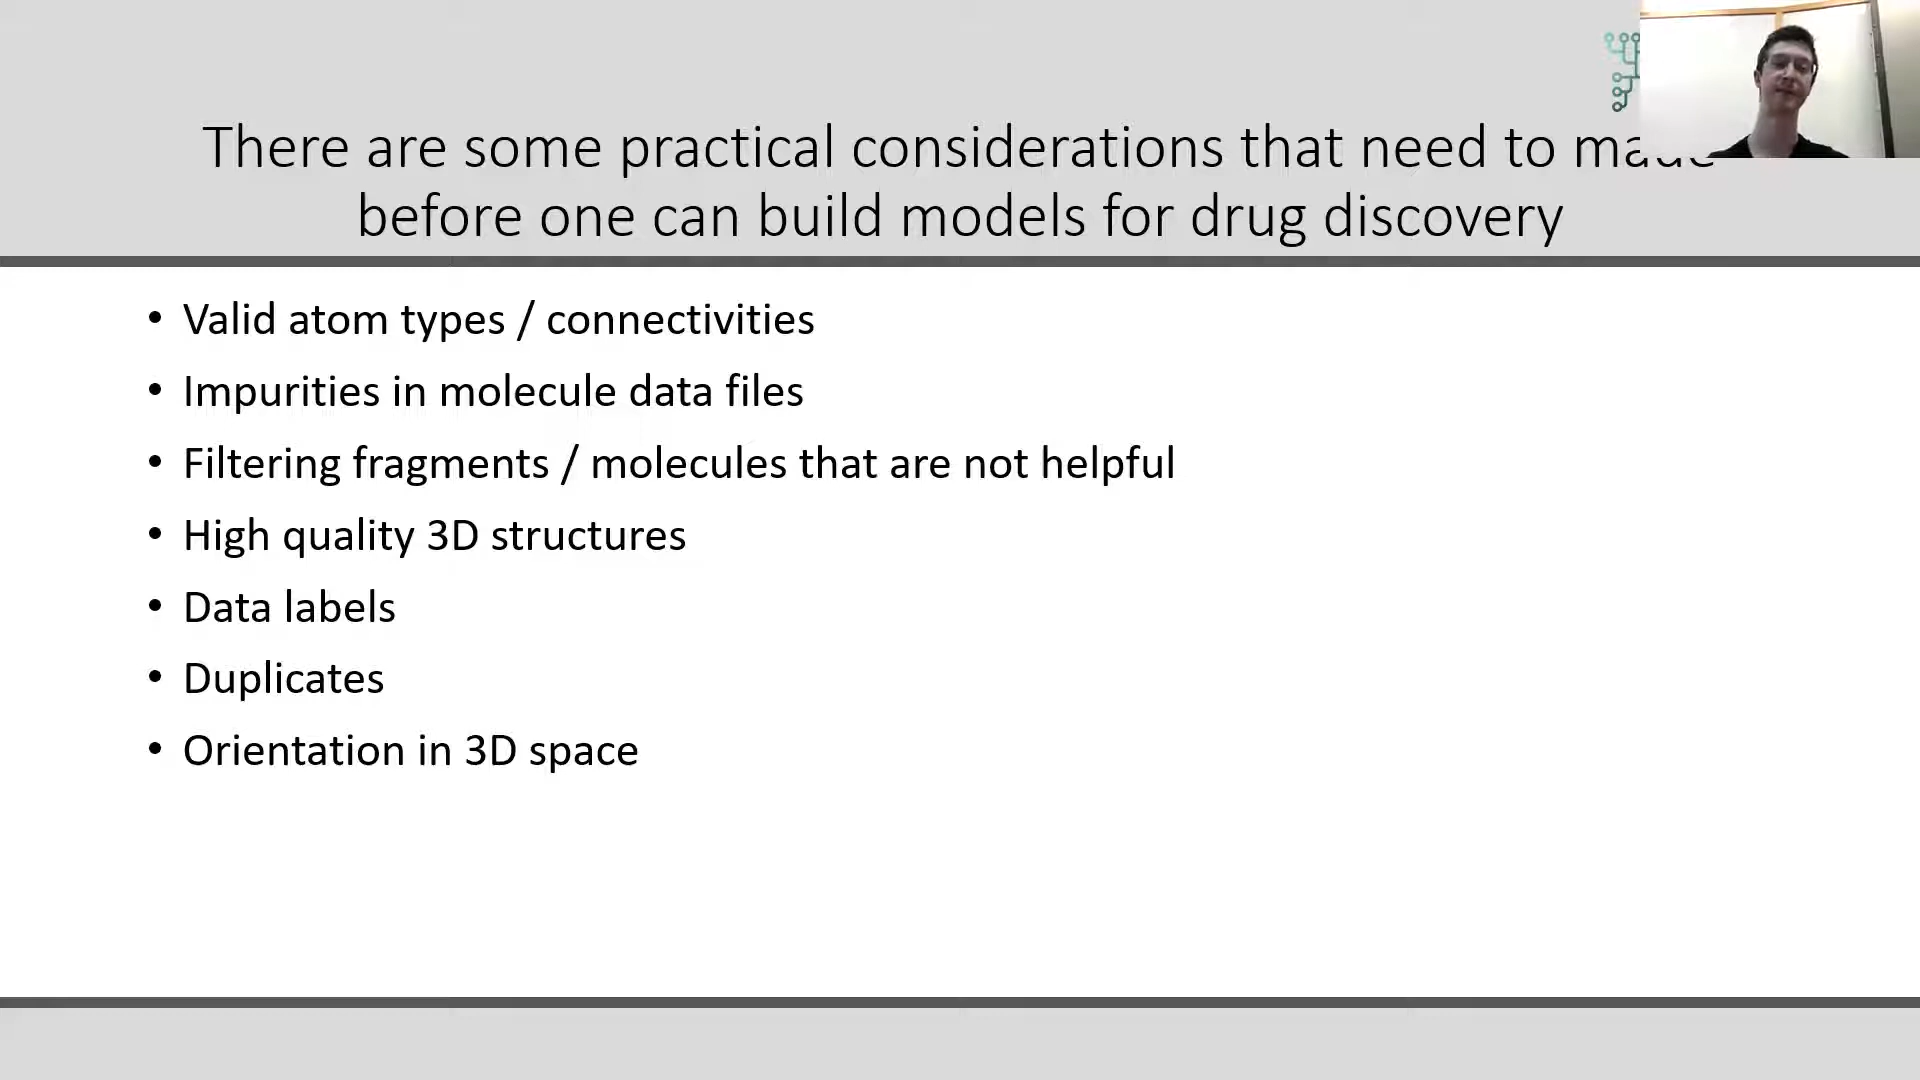 There are some practical considerations that need to made
before one can build models for drug discovery
• Valid atom types / connectivities
• Impurities in molecule data files
• Filtering fragments / molecules that are not helpful
• High quality 3D structures
• Data labels
• Duplicates
• Orientation in 3D space